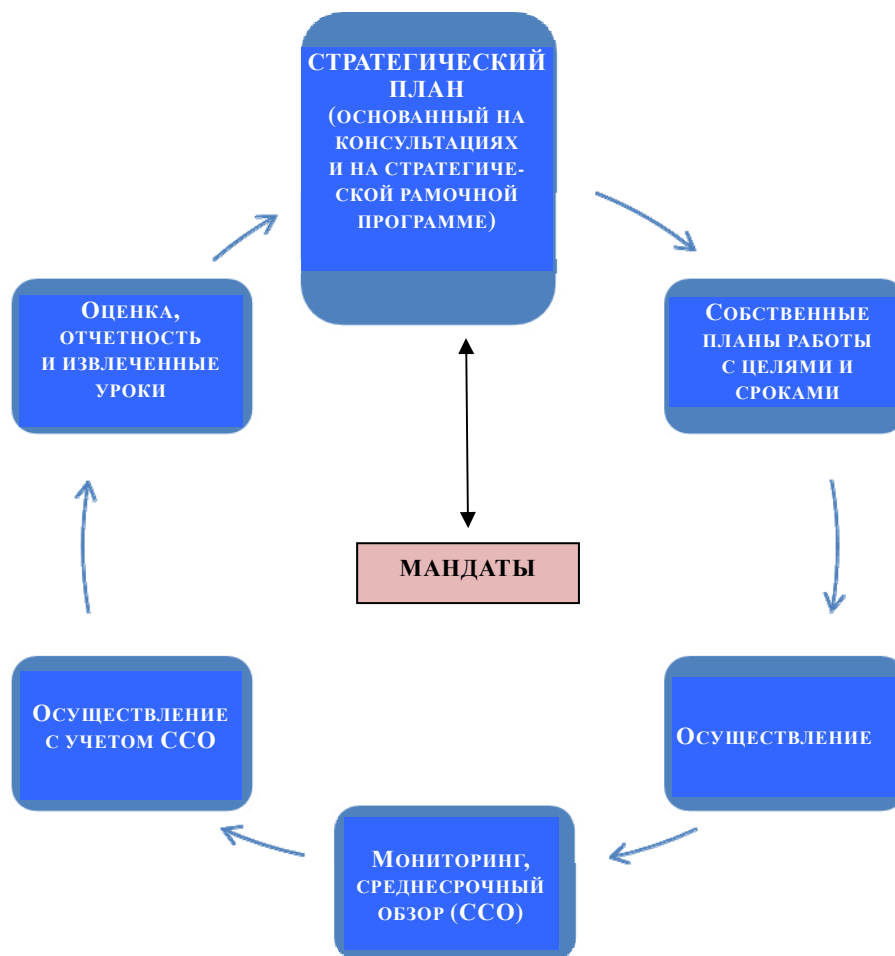 СТРАТЕГИЧЕСКИЙ
ПЛАН
(ОСНОВАННЫЙ НА
КОНСУЛЬТАЦИЯХ
И НА СТРАТЕГИЧЕ-
СКОЙ РАМОЧНОЙ
ПРОГРАММЕ)
СОБСТВЕННЫЕ
ПЛАНЫ РАБОТЫ
С ЦЕЛЯМИ И
СРОКАМИ
ОСУЩЕСТВЛЕНИЕ
МОНИТОРИНГ,
СРЕДНЕСРОЧНЫЙ
ОБЗОР (ССО)
ОСУЩЕСТВЛЕНИЕ
С УЧЕТОМ ССО
ОЦЕНКА,
ОТЧЕТНОСТЬ
И ИЗВЛЕЧЕННЫЕ
УРОКИ
МАНДАТЫ